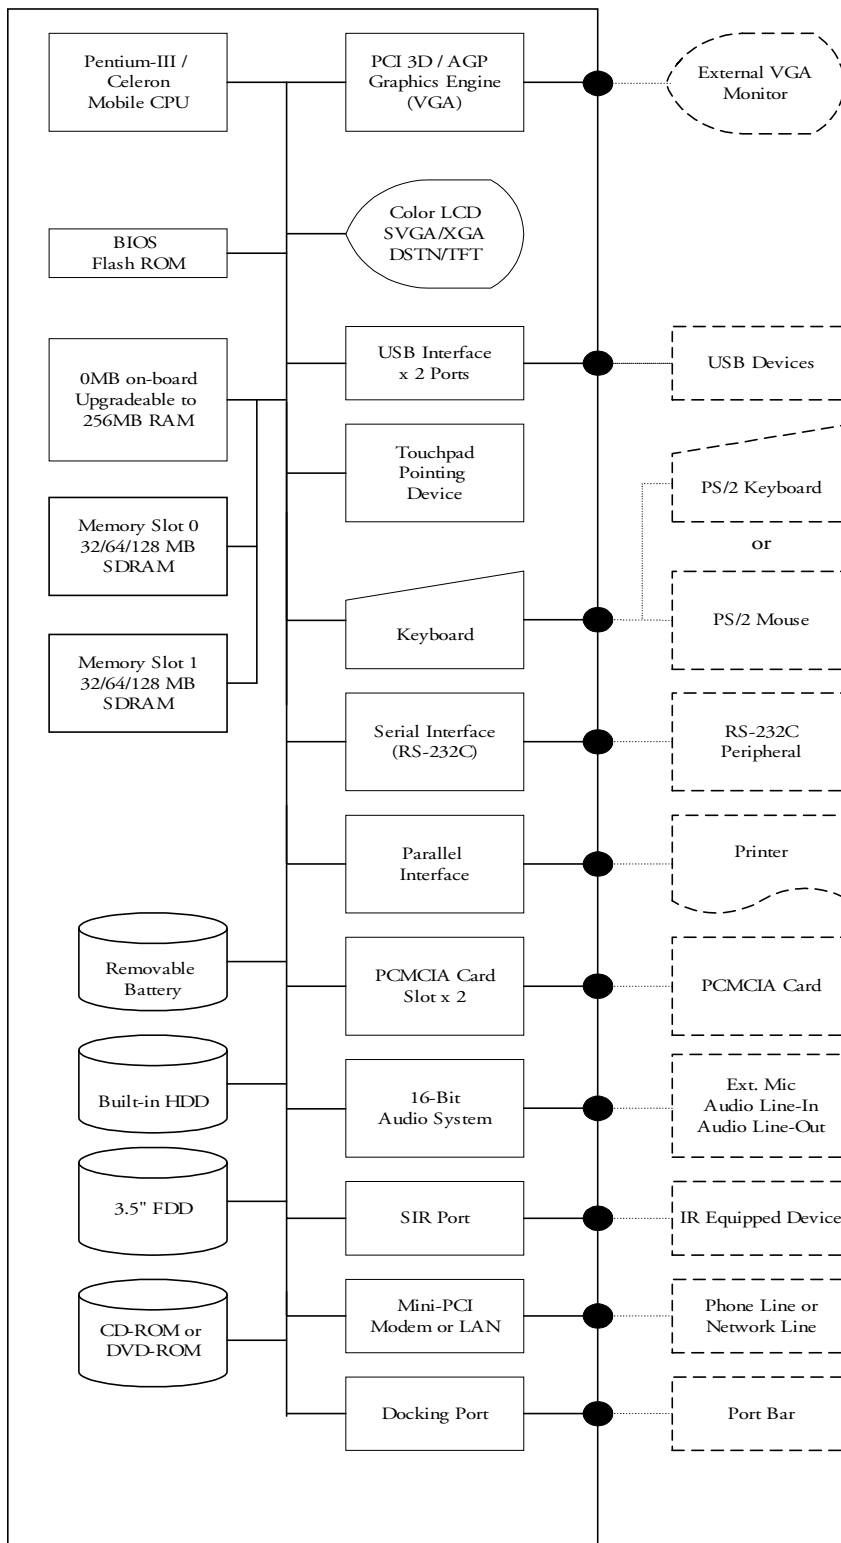 Pentium-III /
Celeron
Mobile CPU
PCI 3D / AGP
Graphics Engine
(VGA)
External VGA
Monitor
BIOS
Flash ROM
Color LCD
SVGA/XGA
DSTN/TFT
0MB on-board
Upgradeable to
256MB RAM
USB Interface
x 2 Ports
USB Devices
Touchpad
Pointing
Device
PS/2 Keyboard
or
Memory Slot 0
32/64/128 MB
SDRAM
Keyboard
PS/2 Mouse
Memory Slot 1
32/64/128 MB
SDRAM
Serial Interface
(RS-232C)
RS-232C
Peripheral
Parallel
Interface
Printer
Removable
Battery
PCMCIA Card
Slot x 2
PCMCIA Card
Built-in HDD
16-Bit
Audio System
Ext. Mic
Audio Line-In
Audio Line-Out
3.5" FDD
SIR Port
IR Equipped Device
CD-ROM or
DVD-ROM
Mini-PCI
Modem or LAN
Phone Line or
Network Line
Docking Port
Port Bar